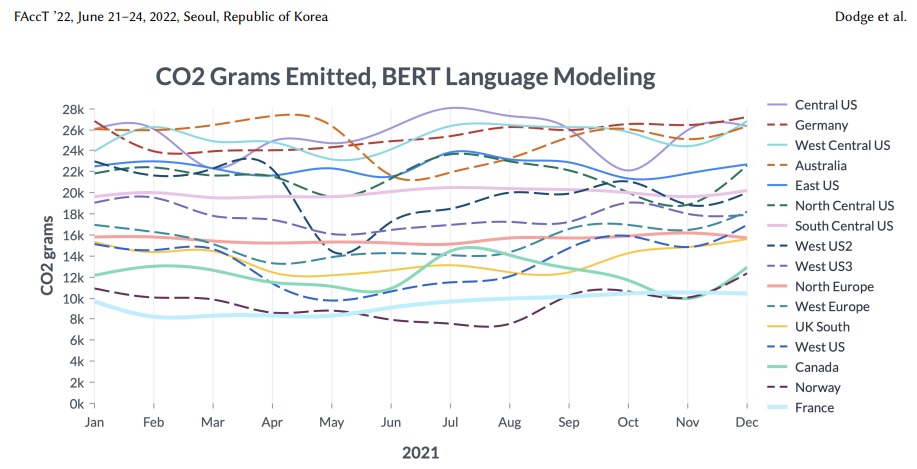 FAccT ’22, June 21–24, 2022, Seoul, Republic of Korea
Dodge et al.
CO2 Grams Emitted, BERT Language Modeling
CO2 grams
28k
26k
24k
22k
20k
18k
16k
14k
12k
10k
8k
6k
4k
2k
0k
Jan Feb Mar Apr May Jun Jul Aug Sep Oct Nov Dec
2021
Central US
Germany
West Central US
Australia
East US
North Central US
South Central US
West US2
West US3
North Europe
West Europe
UK South
West US
Canada
Norway
France